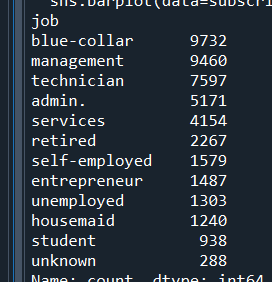 sns.barplot(data=subscri
job
blue-collar 9732
management 9460
technician 7597
admin. 5171
services 4154
retired 2267
self-employed 1579
entrepreneur 1487
unemployed 1303
housemaid 1240
student 938
unknown 288
Name: count, dtype: int64